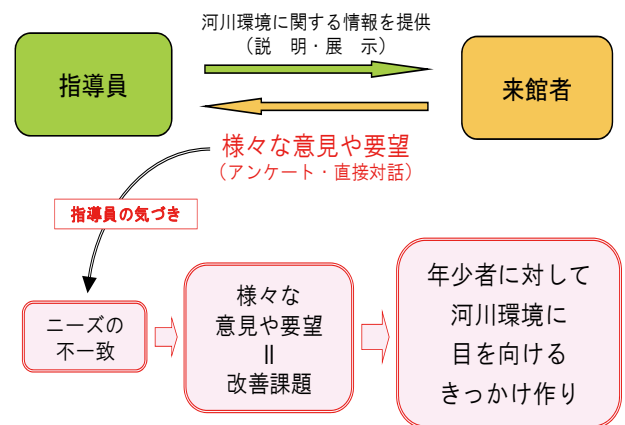 河川環境に関する情報を提供
（説　明・展　示）
指導員
来館者
様々な意見や要望
（アンケート・直接対話）
指導員の気づき
ニーズの
不一致
様々な
意見や要望
＝
改善課題
年少者に対して
河川環境に
目を向ける
きっかけ作り